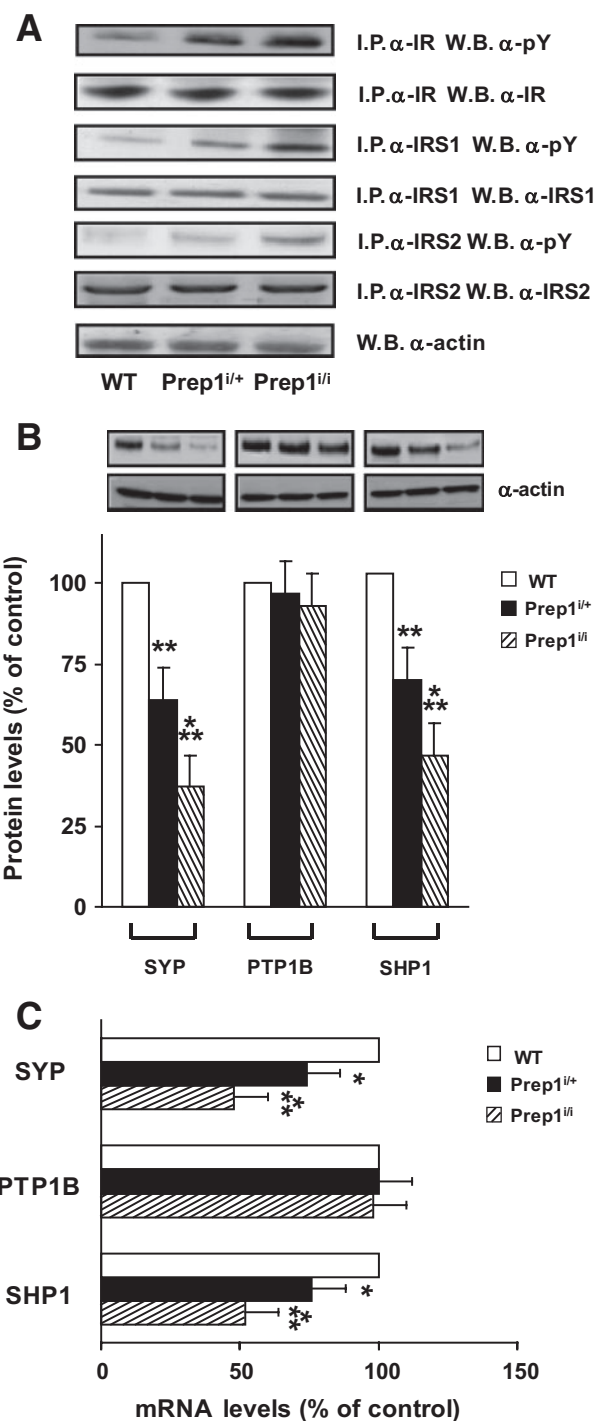 A
I.P. α-IR W.B. α-pY
I.P.α-IR W.B. α-IR
I.P.α-IRS1 W.B. α-pY
I.P.α-IRS1 W.B. α-IRS1
I.P.α-IRS2 W.B. α-pY
I.P.α-IRS2 W.B. α-IRS2
W.B. α-actin
WT Prep1i/+ Prep1i/i
B
α-actin
Protein levels (% of control)
100
75
50
25
0
** *
**
** *
**
WT
Prep1i/+
Prep1i/i
SYP PTP1B SHP1
C
WT
Prep1i/+
Prep1i/i
SYP
*
***
PTP1B
SHP1
*
***
0 50 100 150
mRNA levels (% of control)